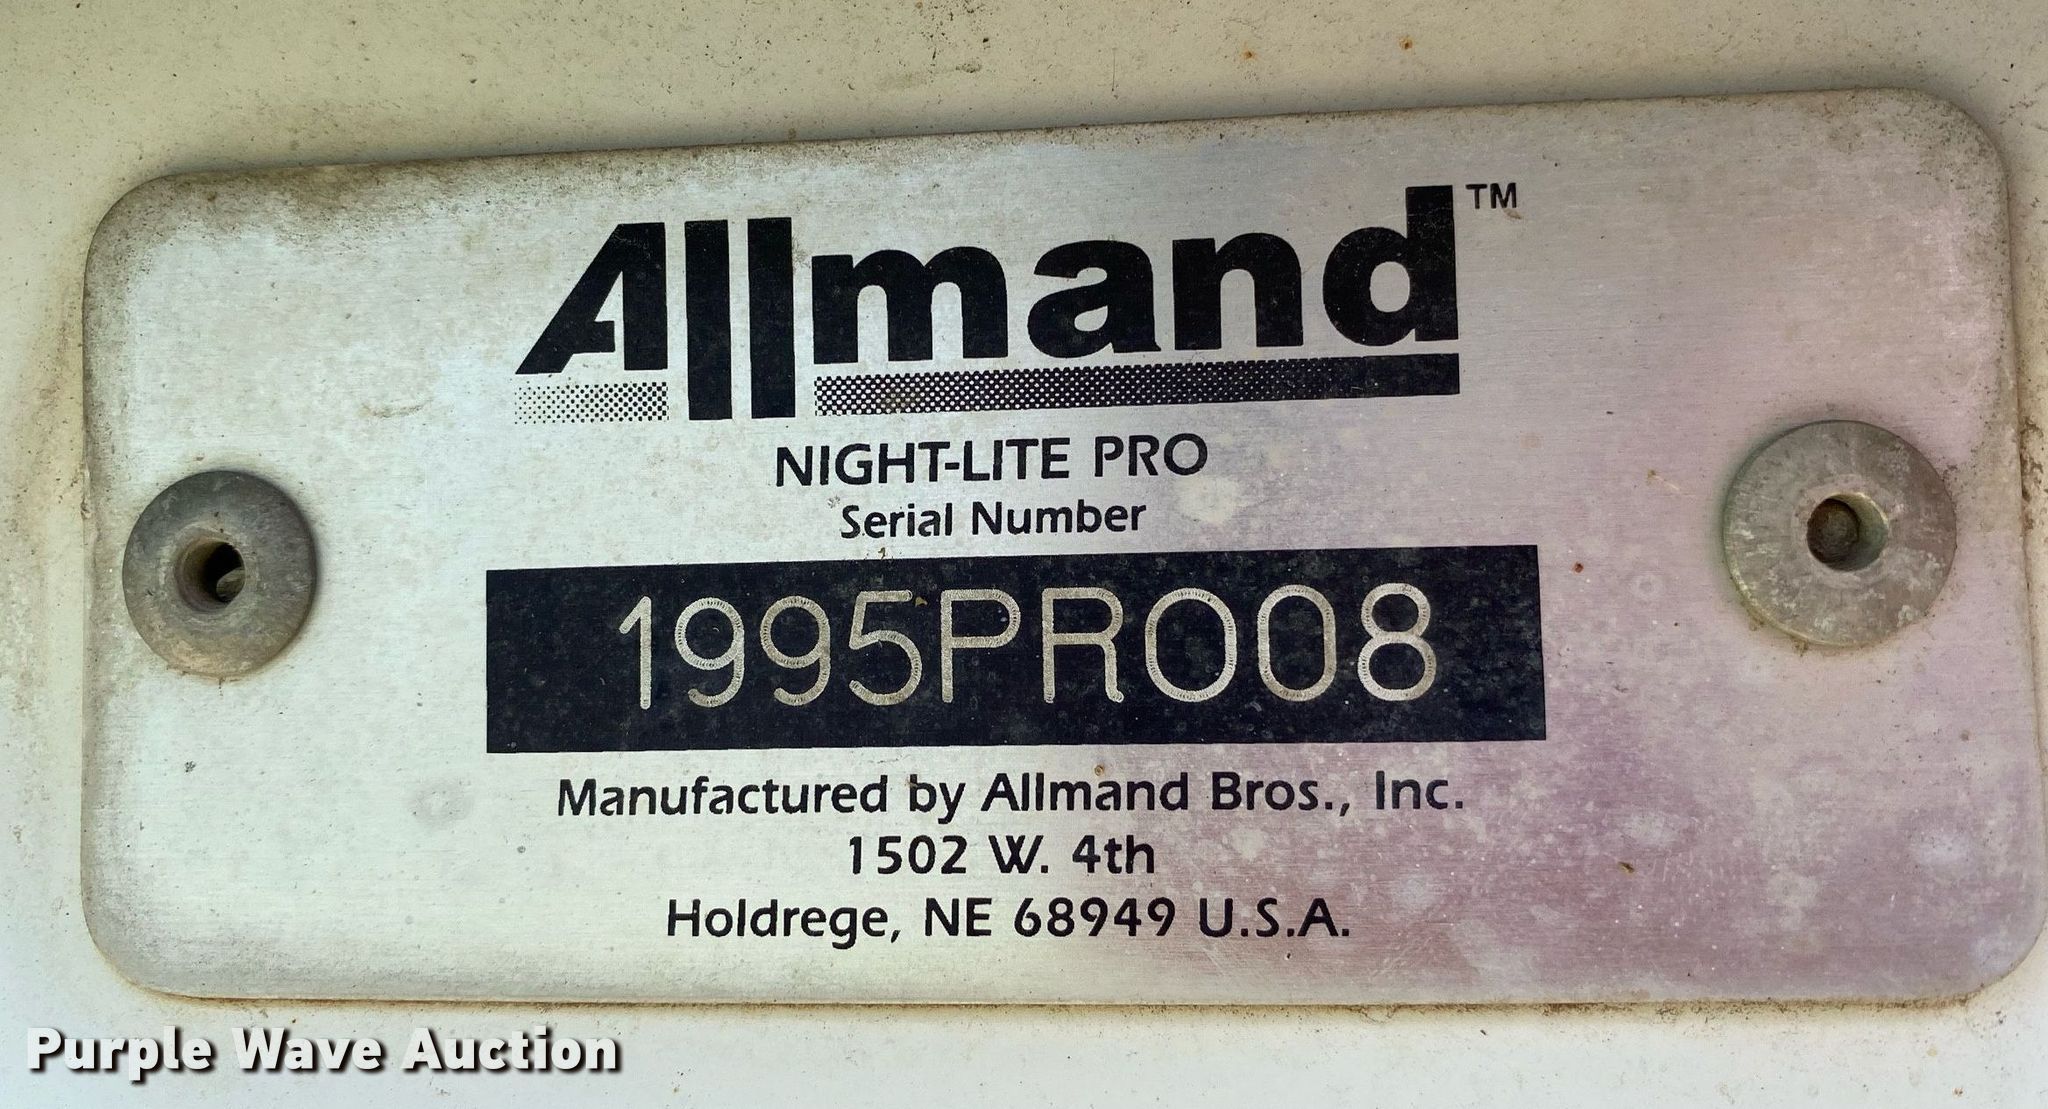 Allmand™
NIGHT-LITE PRO
Serial Number
1995PRO08
Manufactured by Allmand Bros., Inc.
1502 W. 4th
Holdrege, NE 68949 U.S.A.
Purple Wave Auction